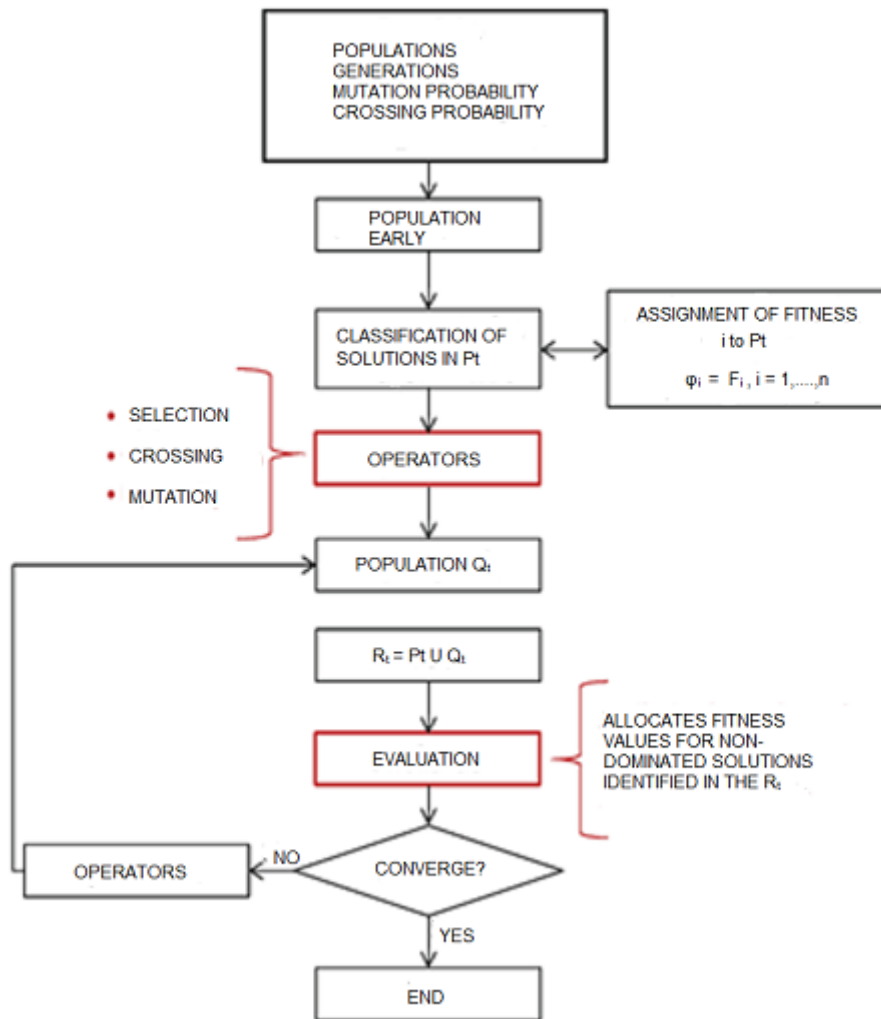 POPULATIONS
GENERATIONS
MUTATION PROBABILITY
CROSSING PROBABILITY
POPULATION
EARLY
CLASSIFICATION OF
SOLUTIONS IN Pt
ASSIGNMENT OF FITNESS
i to Pt
φᵢ = Fᵢ , i = 1,....,n
• SELECTION
• CROSSING
• MUTATION
OPERATORS
POPULATION Qₜ
Rₜ = Pt U Qₜ
EVALUATION
ALLOCATES FITNESS
VALUES FOR NON-
DOMINATED SOLUTIONS
IDENTIFIED IN THE Rₜ
CONVERGE?
NO
OPERATORS
YES
END